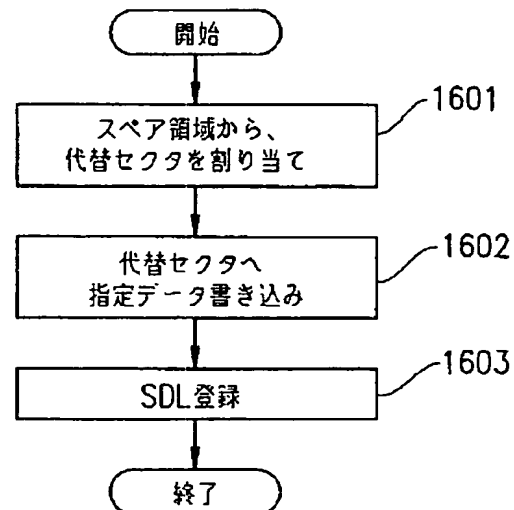 開始
スペア領域から、
代替セクタを割り当て
1601
代替セクタへ
指定データ書き込み
1602
SDL登録
1603
終了